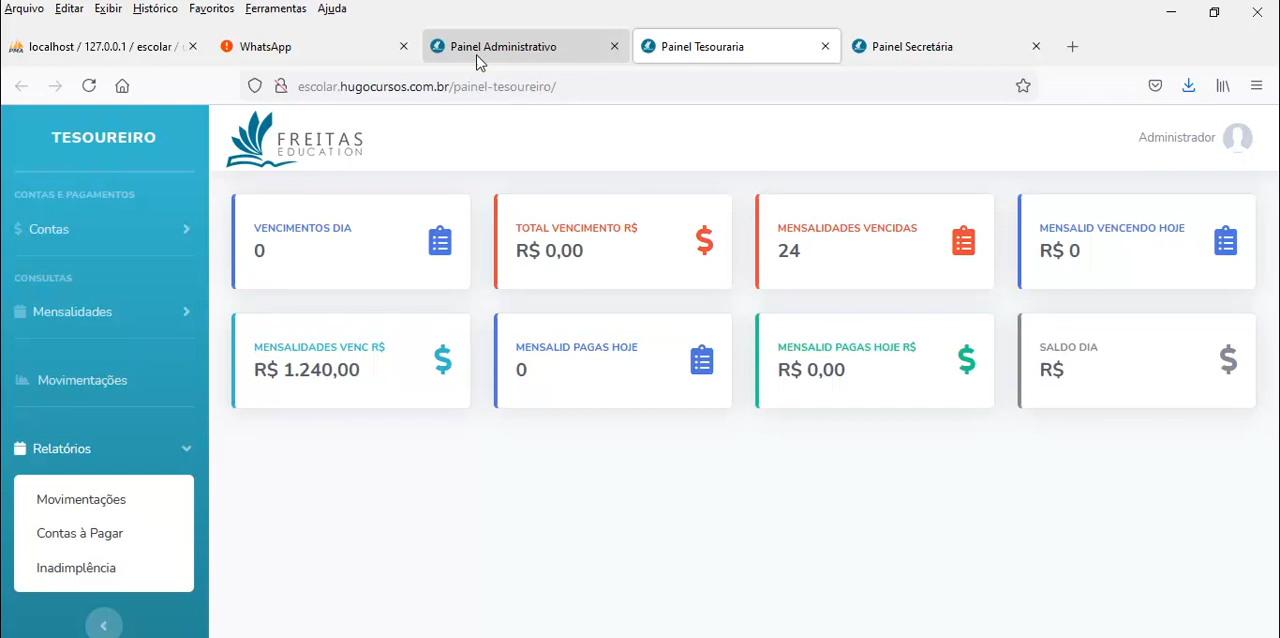 Arquivo Editar Exibir Histórico Favoritos Ferramentas Ajuda
localhost / 127.0.0.1 / escolar /
WhatsApp
Painel Administrativo
Painel Tesouraria
Painel Secretária
escolar.hugocursos.com.br/painel-tesoureiro/
TESOUREIRO
FREITAS
EDUCATION
Administrador
CONTAS E PAGAMENTOS
Contas
CONSULTAS
Mensalidades
Movimentações
Relatórios
Movimentações
Contas à Pagar
Inadimplência
VENCIMENTOS DIA
0
TOTAL VENCIMENTO R$
R$ 0,00
MENSALIDADES VENCIDAS
24
MENSALID VENCENDO HOJE
R$ 0
MENSALIDADES VENC R$
R$ 1.240,00
MENSALID PAGAS HOJE
0
MENSALID PAGAS HOJE R$
R$ 0,00
SALDO DIA
R$